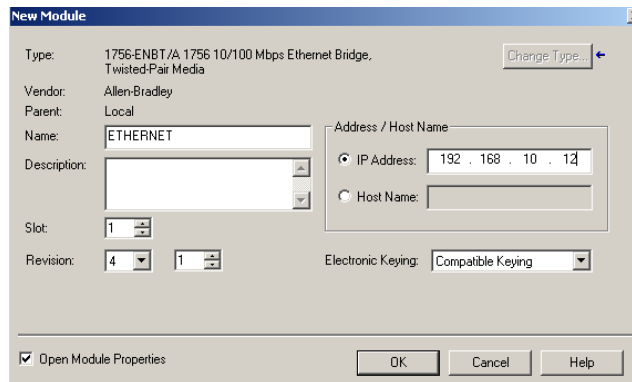 New Module
Type: 1756-ENBT/A 1756 10/100 Mbps Ethernet Bridge,
Twisted-Pair Media
Change Type...
Vendor: Allen-Bradley
Parent: Local
Name: ETHERNET
Address / Host Name
IP Address: 192 . 168 . 10 . 12
Description:
Host Name:
Slot: 1
Revision: 4 1
Electronic Keying: Compatible Keying
Open Module Properties
OK Cancel Help